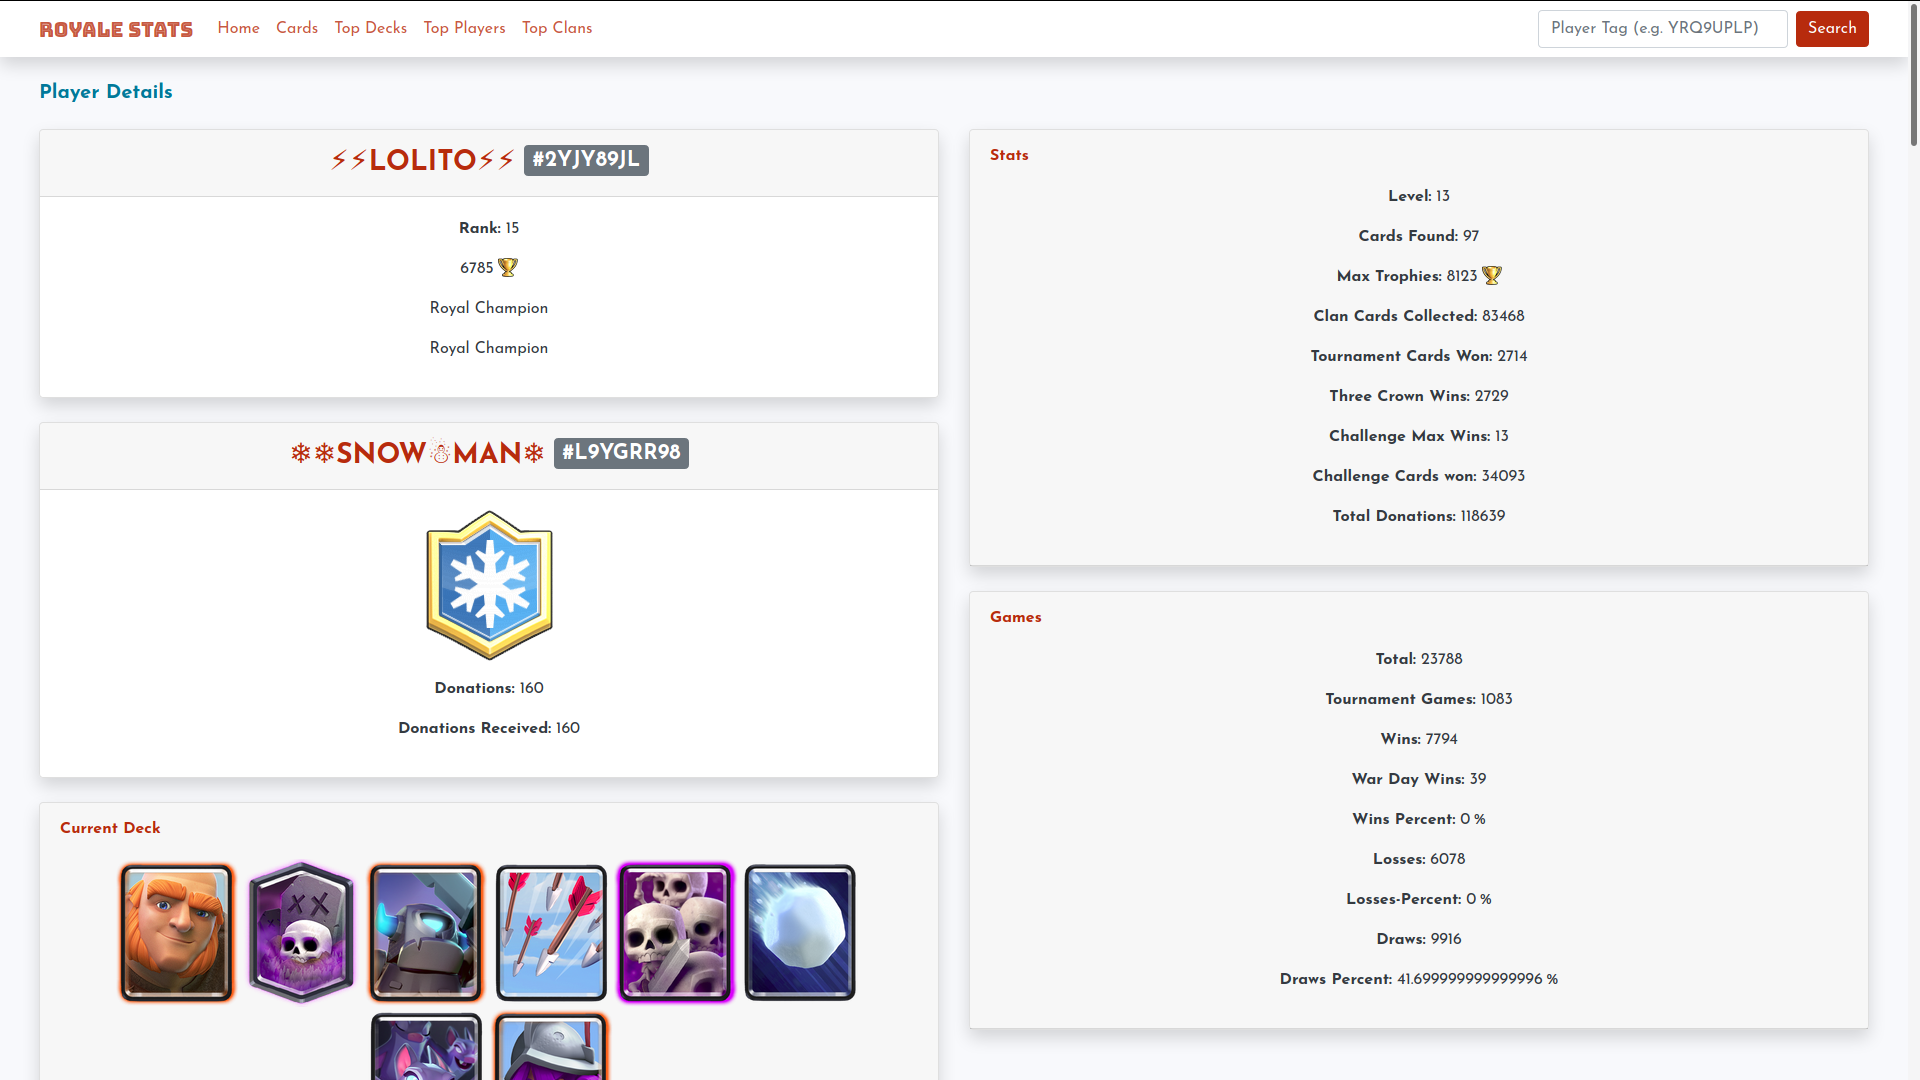 ROYALE STATS Home Cards Top Decks Top Players Top Clans Player Tag (e.g. YRQ9UPLP) Search
Player Details
⚡⚡LOLITO⚡⚡ #2YJY89JL
Rank: 15
6785 🏆
Royal Champion
Royal Champion
❄❄SNOW☃MAN❄ #L9YGRR98
Donations: 160
Donations Received: 160
Current Deck
Stats
Level: 13
Cards Found: 97
Max Trophies: 8123 🏆
Clan Cards Collected: 83468
Tournament Cards Won: 2714
Three Crown Wins: 2729
Challenge Max Wins: 13
Challenge Cards won: 34093
Total Donations: 118639
Games
Total: 23788
Tournament Games: 1083
Wins: 7794
War Day Wins: 39
Wins Percent: 0 %
Losses: 6078
Losses-Percent: 0 %
Draws: 9916
Draws Percent: 41.699999999999996 %